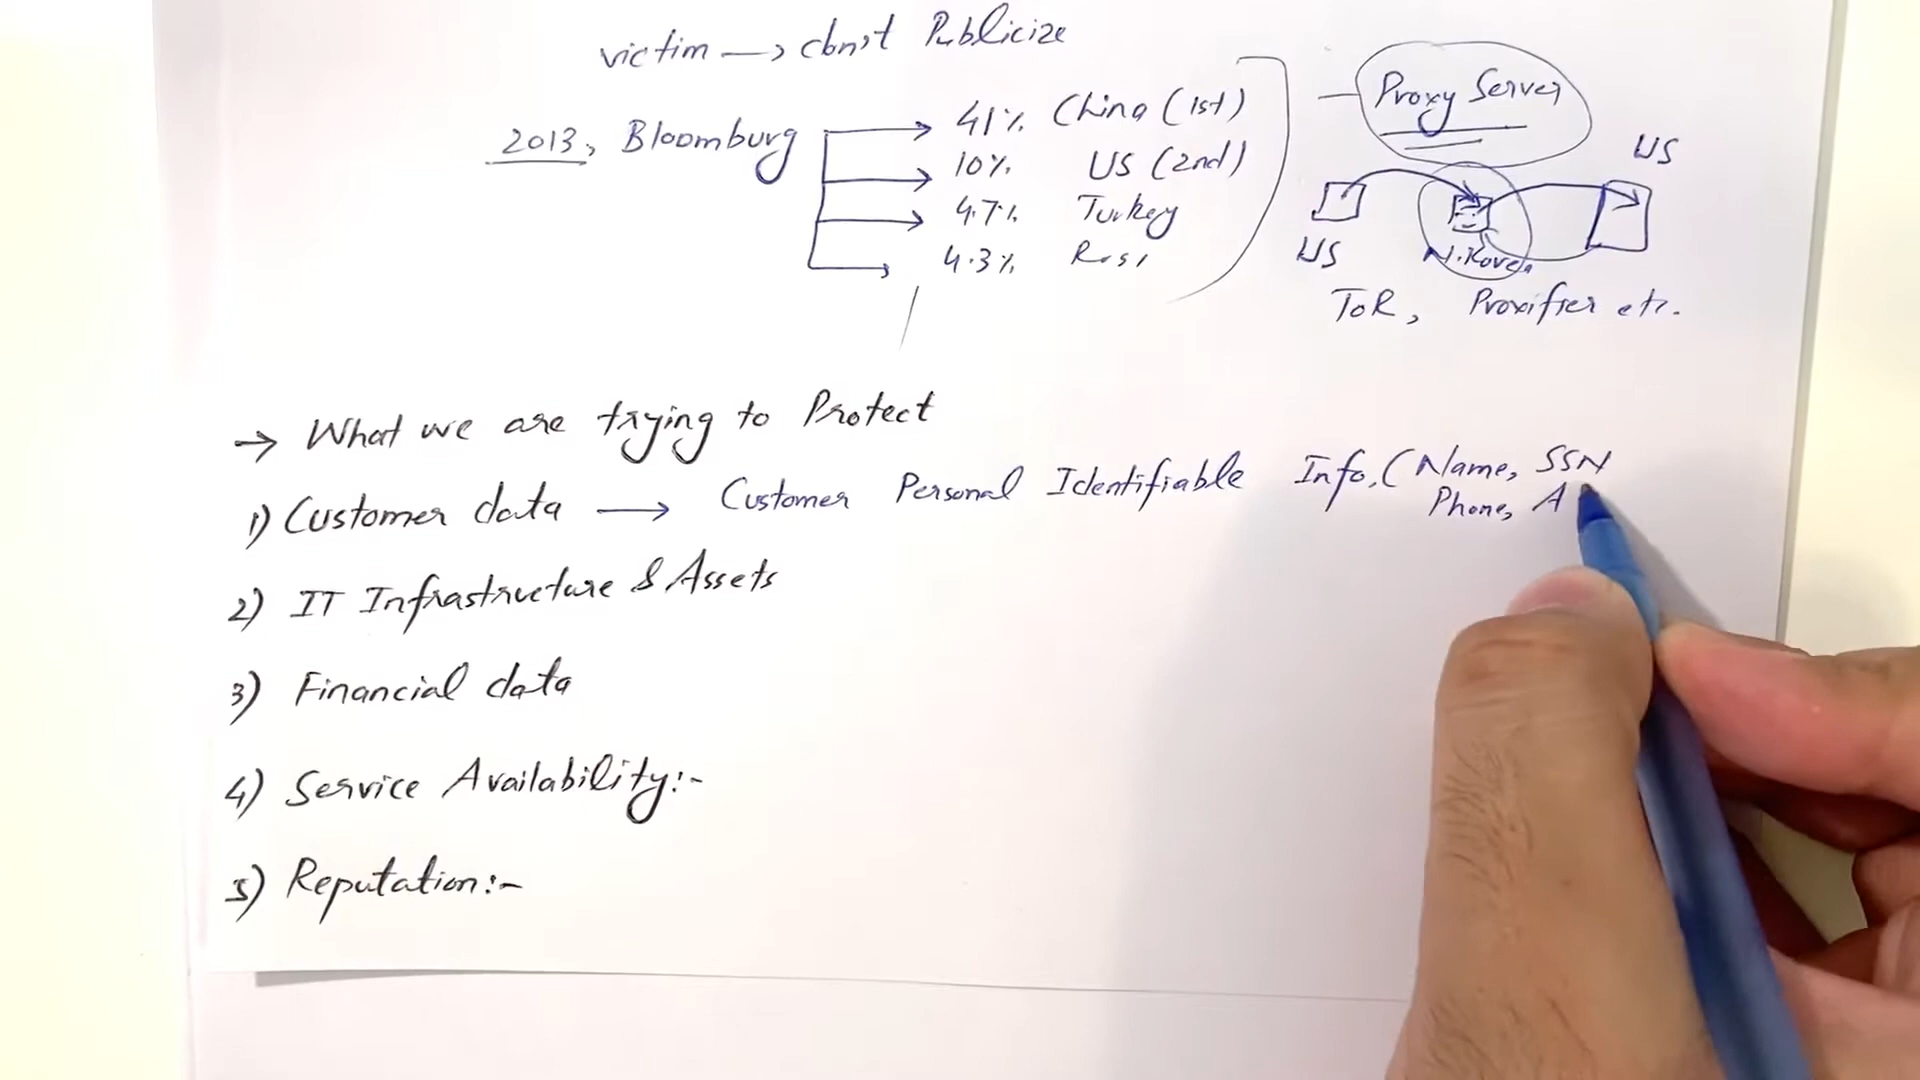 victim → don't Publicize
2013, Bloomburg
41% China (1st)
10% US (2nd)
4.7% Turkey
4.3% Rusi
Proxy Server
US
US
N.Korea
ToR, Proxifier etc.
→ What we are trying to Protect
1) Customer data → Customer Personal Identifiable Info. (Name, SSN
Phone, A
2) IT Infrastructure & Assets
3) Financial data
4) Service Availability:-
5) Reputation:-